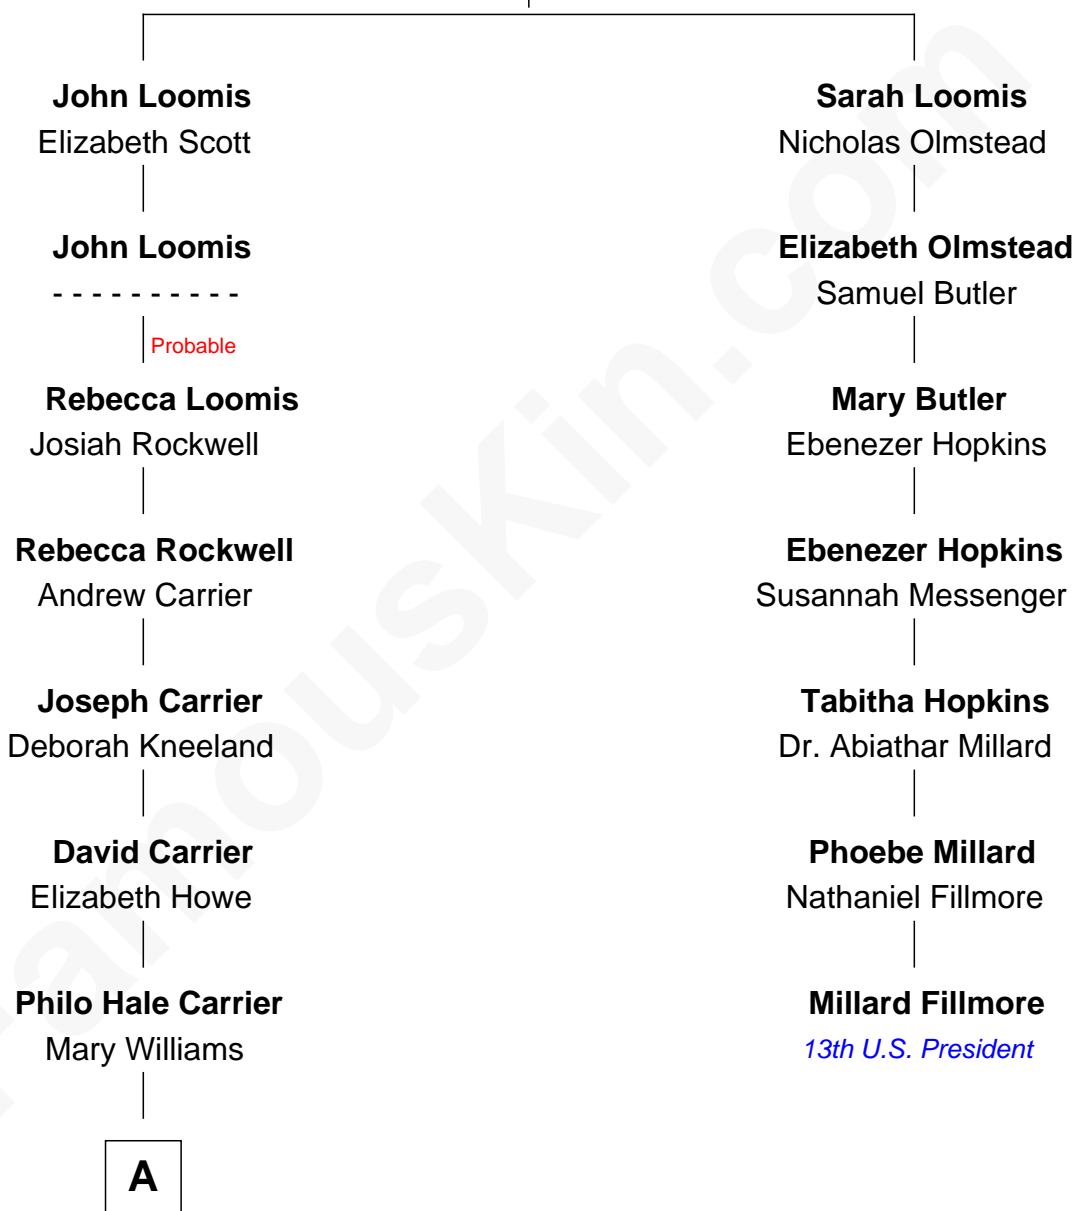 John Loomis
Elizabeth Scott
John Loomis
- - - - - - - - - -
Probable
Rebecca Loomis
Josiah Rockwell
Rebecca Rockwell
Andrew Carrier
Joseph Carrier
Deborah Kneeland
David Carrier
Elizabeth Howe
Philo Hale Carrier
Mary Williams
A
Sarah Loomis
Nicholas Olmstead
Elizabeth Olmstead
Samuel Butler
Mary Butler
Ebenezer Hopkins
Ebenezer Hopkins
Susannah Messenger
Tabitha Hopkins
Dr. Abiathar Millard
Phoebe Millard
Nathaniel Fillmore
Millard Fillmore
13th U.S. President
FamousKin.com